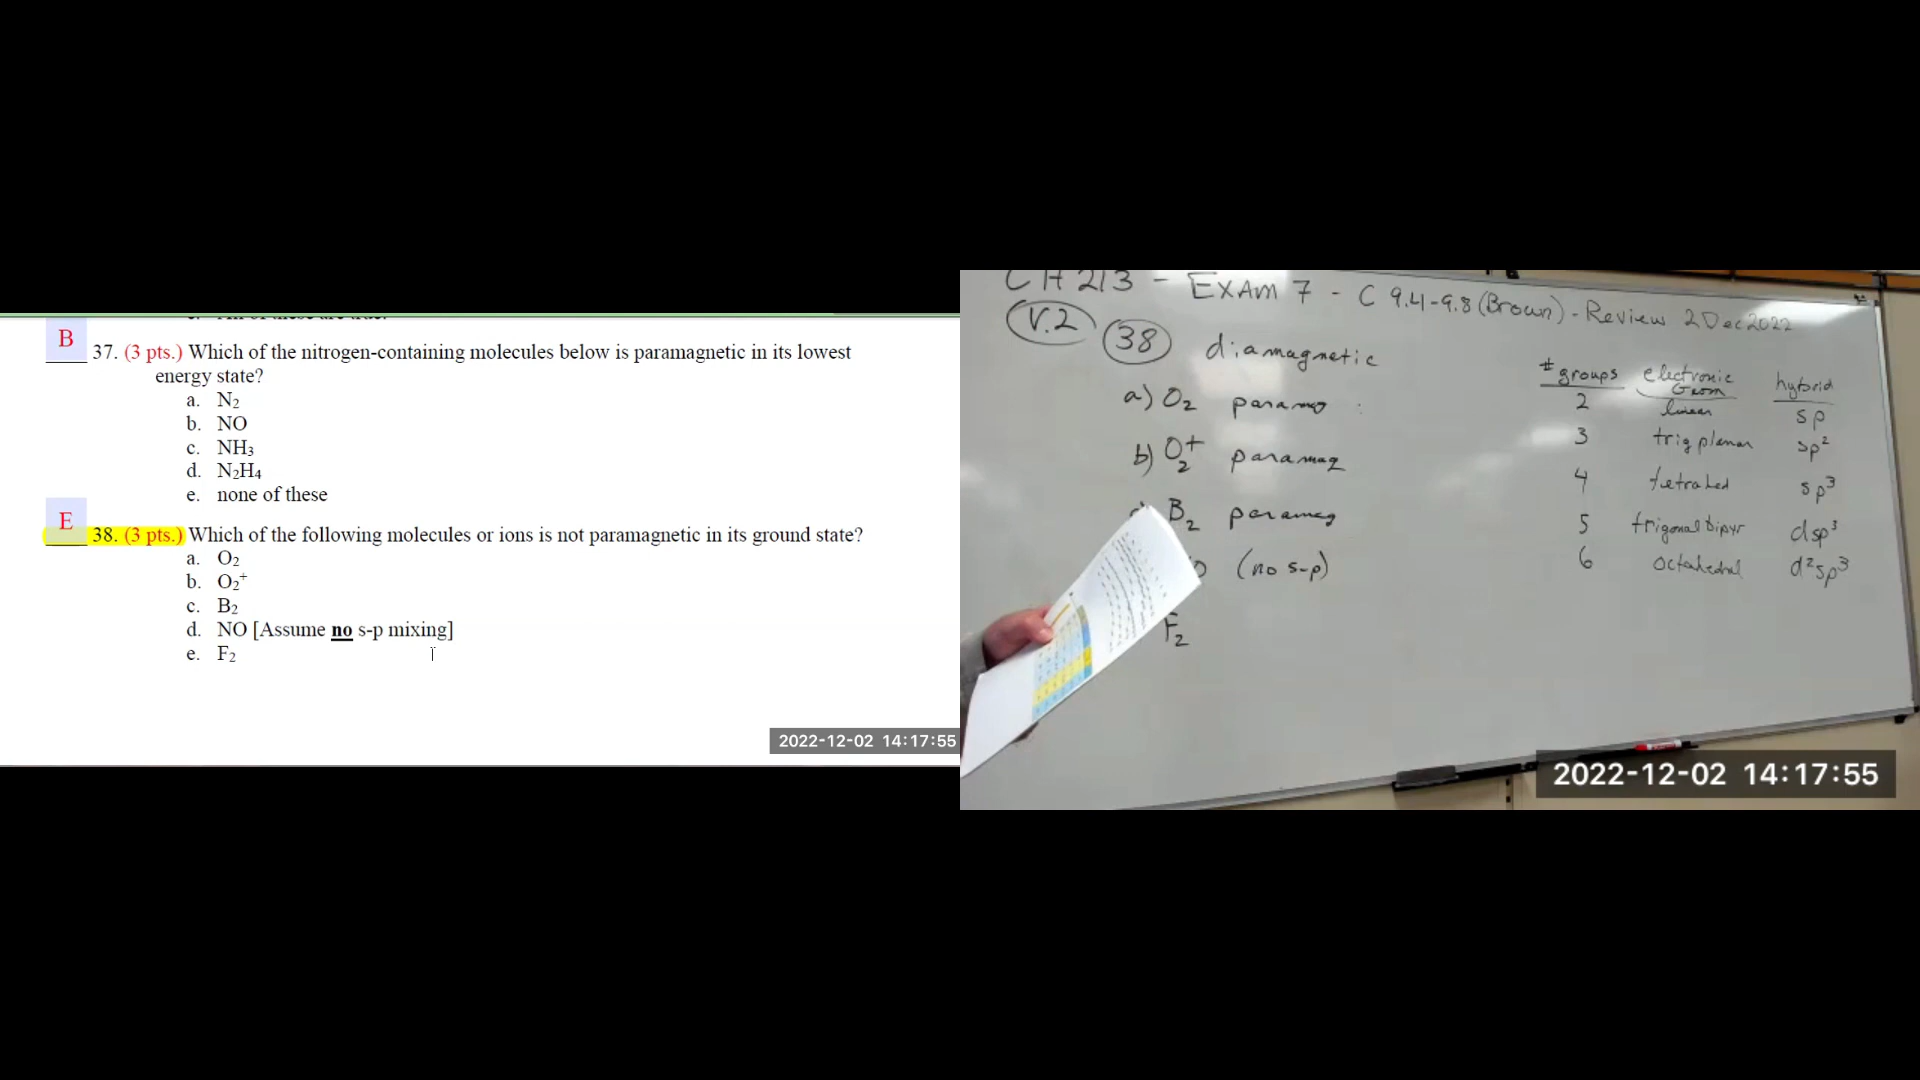 B
37. (3 pts.) Which of the nitrogen-containing molecules below is paramagnetic in its lowest
energy state?
a. N2
b. NO
c. NH3
d. N2H4
e. none of these
E
38. (3 pts.) Which of the following molecules or ions is not paramagnetic in its ground state?
a. O2
b. O2+
c. B2
d. NO [Assume no s-p mixing]
e. F2
2022-12-02 14:17:55
CH 213 - EXAM 7 - C 9.4-9.8 (Brown) - Review 2 Dec 2022
V.2
38 diamagnetic
a) O2 paramag
b) O2+ paramag
B2 paramag
(no s-p)
F2
# groups electronic Geom hybrid
2 linear sp
3 trig planar sp2
4 tetrahed sp3
5 trigonal bipyr dsp3
6 octahedral d2sp3
2022-12-02 14:17:55